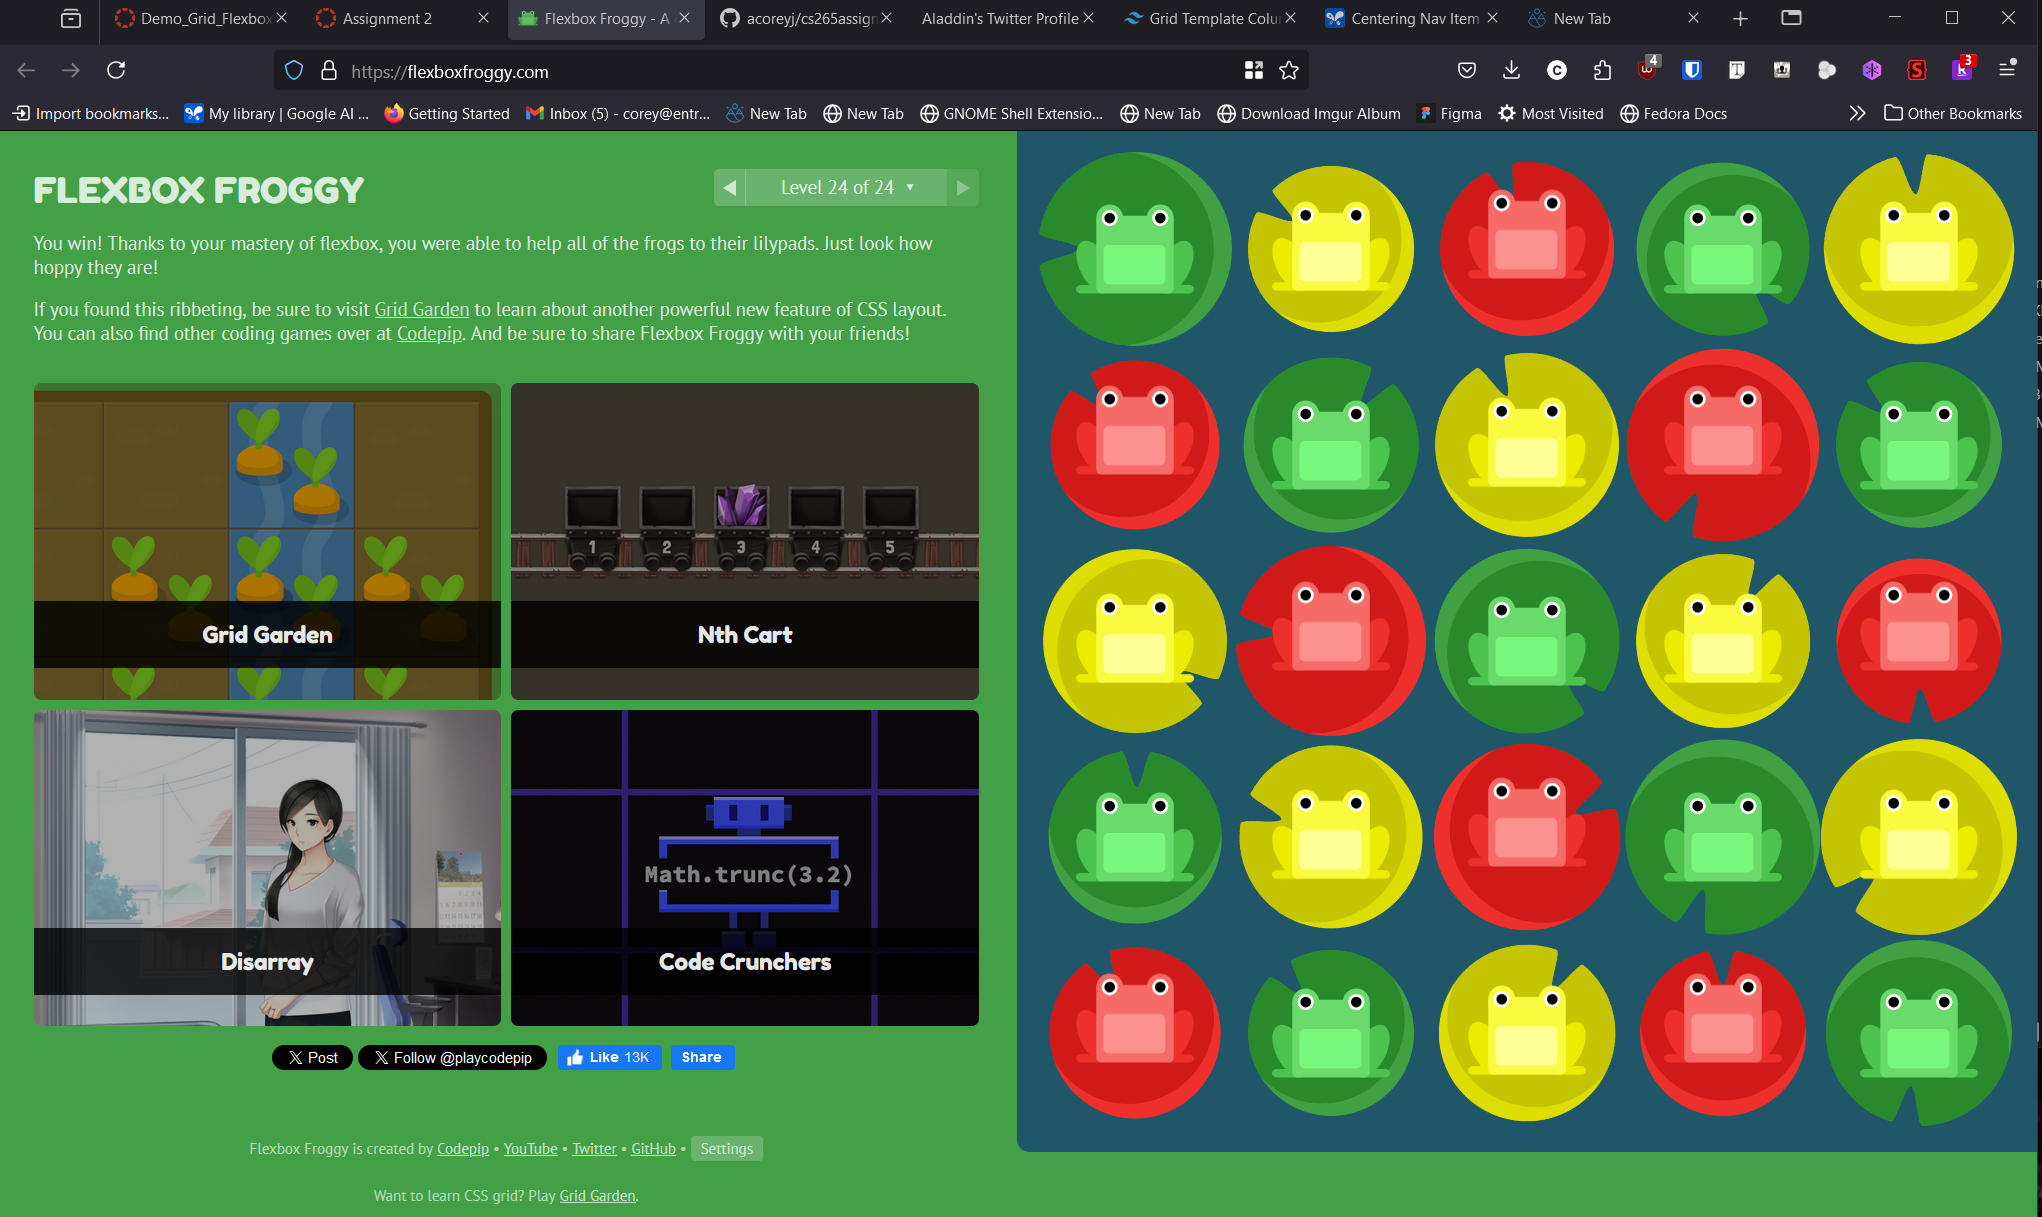 Demo_Grid_Flexbox
Assignment 2
Flexbox Froggy - A
acoreyj/cs265assign
Aladdin's Twitter Profile
Grid Template Colu
Centering Nav Item
New Tab
https://flexboxfroggy.com
4
3
Import bookmarks...
My library | Google AI ...
Getting Started
Inbox (5) - corey@entr...
New Tab
New Tab
GNOME Shell Extensio...
New Tab
Download Imgur Album
Figma
Most Visited
Fedora Docs
Other Bookmarks
FLEXBOX FROGGY
Level 24 of 24
You win! Thanks to your mastery of flexbox, you were able to help all of the frogs to their lilypads. Just look how
hoppy they are!
If you found this ribbeting, be sure to visit Grid Garden to learn about another powerful new feature of CSS layout.
You can also find other coding games over at Codepip. And be sure to share Flexbox Froggy with your friends!
Grid Garden
1 2 3 4 5
Nth Cart
Disarray
Math.trunc(3.2)
Code Crunchers
Post
Follow @playcodepip
Like 13K
Share
Flexbox Froggy is created by Codepip • YouTube • Twitter • GitHub • Settings
Want to learn CSS grid? Play Grid Garden.